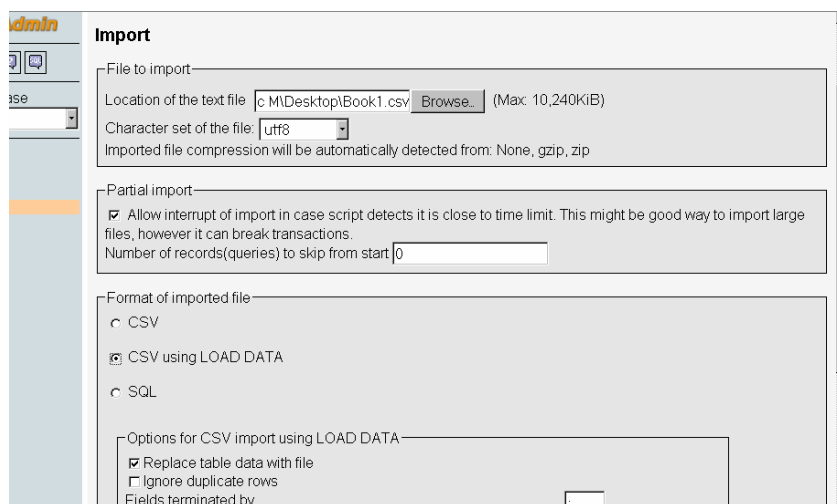 Admin
Import
File to import
ase
Location of the text file c M\Desktop\Book1.csv Browse... (Max: 10,240KiB)
Character set of the file: utf8
Imported file compression will be automatically detected from: None, gzip, zip
Partial import
Allow interrupt of import in case script detects it is close to time limit. This might be good way to import large
files, however it can break transactions.
Number of records(queries) to skip from start 0
Format of imported file
CSV
CSV using LOAD DATA
SQL
Options for CSV import using LOAD DATA
Replace table data with file
Ignore duplicate rows
Fields terminated by